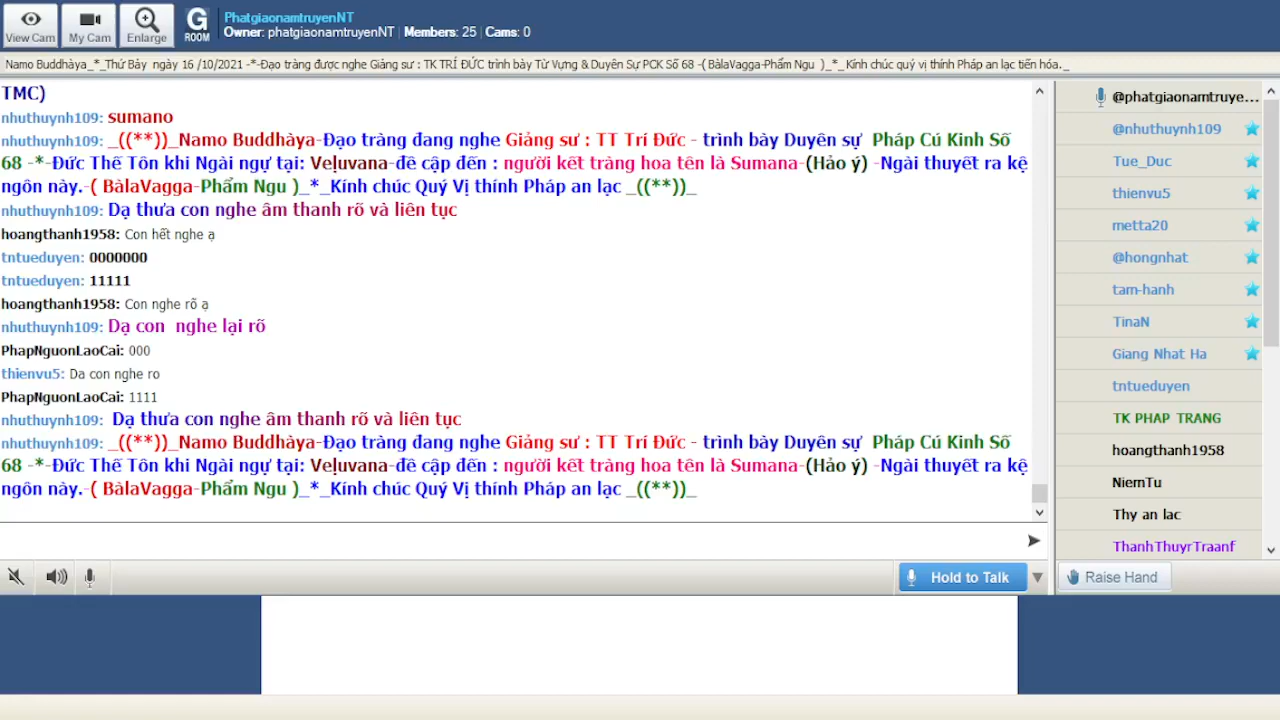 View Cam
My Cam
Enlarge
G
ROOM
PhatgiaonamtruyenNT
Owner: phatgiaonamtruyenNT | Members: 25 | Cams: 0
Namo Buddhàya_*_Thứ Bảy ngày 16 /10/2021 -*-Đạo tràng được nghe Giảng sư : TK TRÍ ĐỨC trình bày Từ Vựng & Duyên Sự PCK Số 68 -( BàlaVagga-Phẩm Ngu )_*_ Kính chúc quý vị thính Pháp an lạc tiến hóa._
TMC)
nhuthuynh109: sumano
nhuthuynh109: _((**))_Namo Buddhàya-Đạo tràng đang nghe Giảng sư : TT Trí Đức - trình bày Duyên sự Pháp Cú Kinh Số
68 -*-Đức Thế Tôn khi Ngài ngự tại: Veḷuvana-đề cập đến : người kết tràng hoa tên là Sumana-(Hảo ý) -Ngài thuyết ra kệ
ngôn này.-( BàlaVagga-Phẩm Ngu )_*_Kính chúc Quý Vị thính Pháp an lạc _((**))_
nhuthuynh109: Dạ thưa con nghe âm thanh rõ và liên tục
hoangthanh1958: Con hết nghe ạ
tntueduyen: 0000000
tntueduyen: 11111
hoangthanh1958: Con nghe rõ ạ
nhuthuynh109: Dạ con nghe lại rõ
PhapNguonLaoCai: 000
thienvu5: Da con nghe ro
PhapNguonLaoCai: 1111
nhuthuynh109: Dạ thưa con nghe âm thanh rõ và liên tục
nhuthuynh109: _((**))_Namo Buddhàya-Đạo tràng đang nghe Giảng sư : TT Trí Đức - trình bày Duyên sự Pháp Cú Kinh Số
68 -*-Đức Thế Tôn khi Ngài ngự tại: Veḷuvana-đề cập đến : người kết tràng hoa tên là Sumana-(Hảo ý) -Ngài thuyết ra kệ
ngôn này.-( BàlaVagga-Phẩm Ngu )_*_Kính chúc Quý Vị thính Pháp an lạc _((**))_
@phatgiaonamtruye...
@nhuthuynh109
Tue_Duc
thienvu5
metta20
@hongnhat
tam-hanh
TinaN
Giang Nhat Ha
tntueduyen
TK PHAP TRANG
hoangthanh1958
NiemTu
Thy an lac
ThanhThuyrTraanf
Hold to Talk
Raise Hand